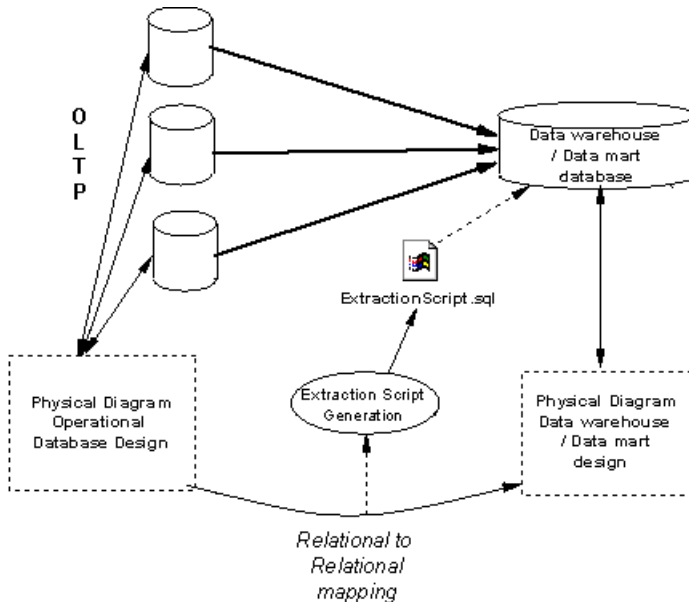 O
L
T
P
Data warehouse
/ Data mart
database
ExtractionScript.sql
Physical Diagram
Operational
Database Design
Extraction Script
Generation
Physical Diagram
Data warehouse
/ Data mart
design
Relational to
Relational
mapping